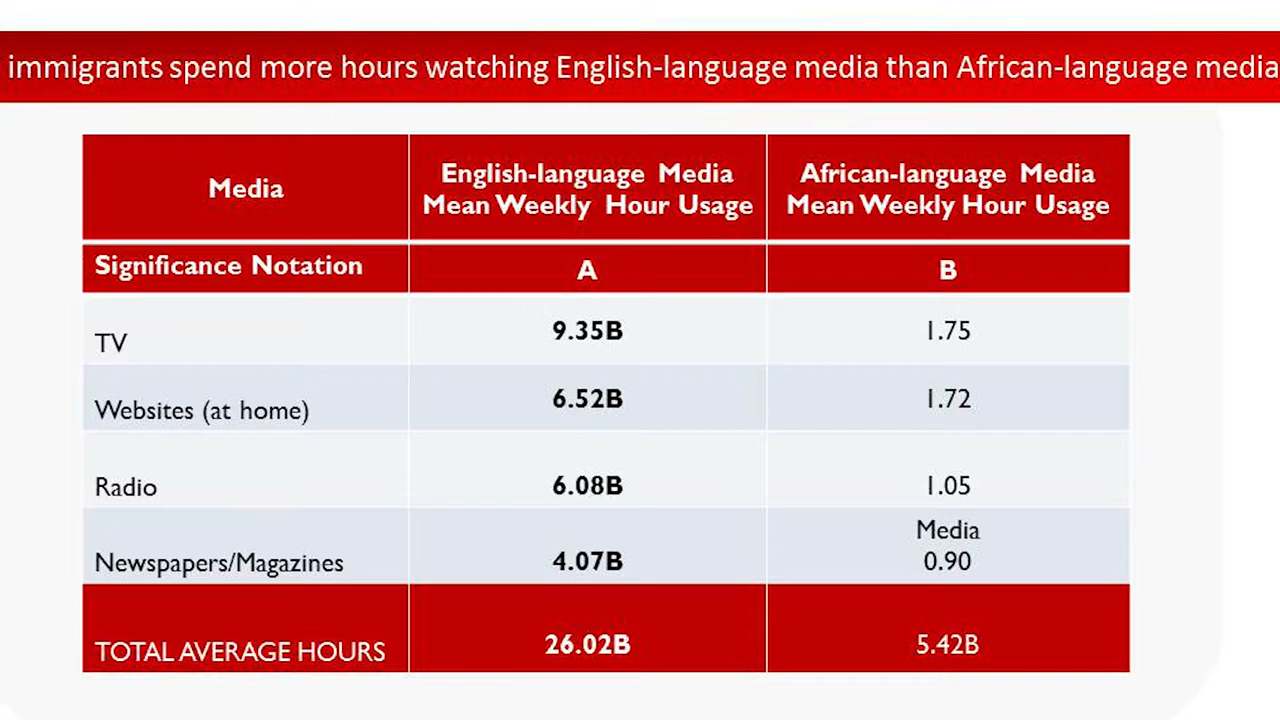 immigrants spend more hours watching English-language media than African-language media
Media
English-language Media
Mean Weekly Hour Usage
African-language Media
Mean Weekly Hour Usage
Significance Notation
A
B
TV
9.35B
1.75
Websites (at home)
6.52B
1.72
Radio
6.08B
1.05
Newspapers/Magazines
4.07B
Media
0.90
TOTAL AVERAGE HOURS
26.02B
5.42B